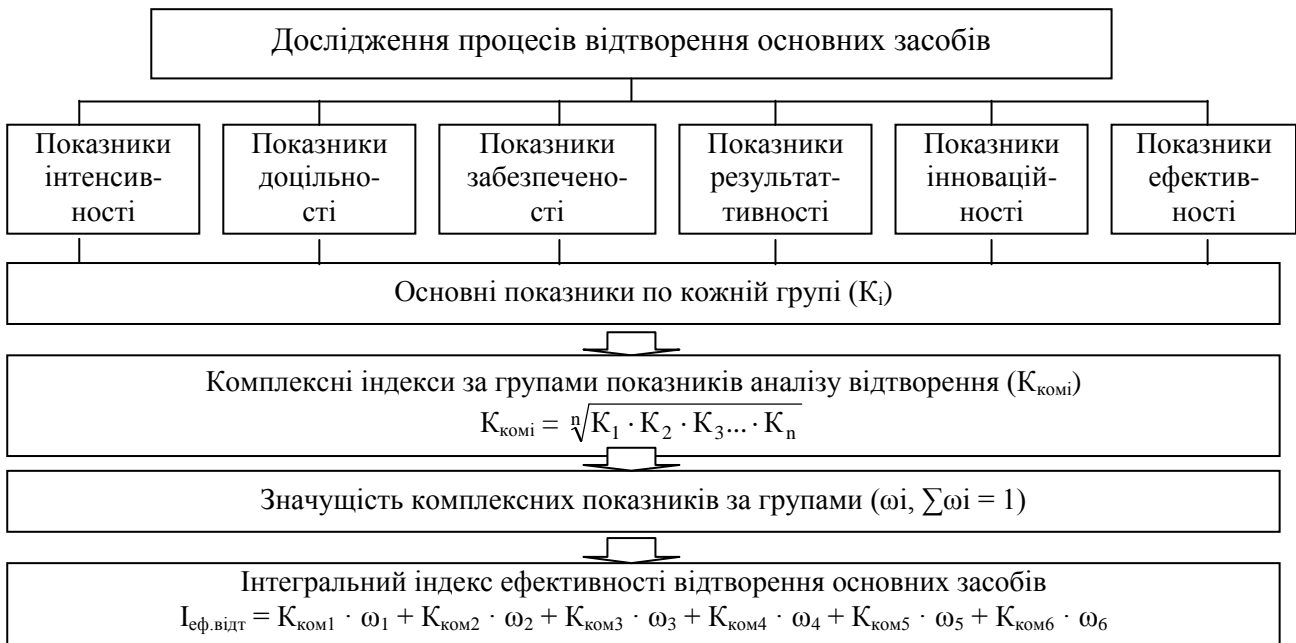 Дослідження процесів відтворення основних засобів
Показники
інтенсив-
ності
Показники
доцільно-
сті
Показники
забезпечено-
сті
Показники
результат-
тивності
Показники
інновацій-
ності
Показники
ефектив-
ності
Основні показники по кожній групі (Кᵢ)
Комплексні індекси за групами показників аналізу відтворення (Ккомі)
Ккомі = ⁿ√К₁ · К₂ · К₃... · Кₙ
Значущість комплексних показників за групами (ωі, ∑ωі = 1)
Інтегральний індекс ефективності відтворення основних засобів
Іеф.відт = Кком1 · ω₁ + Кком2 · ω₂ + Кком3 · ω₃ + Кком4 · ω₄ + Кком5 · ω₅ + Кком6 · ω₆